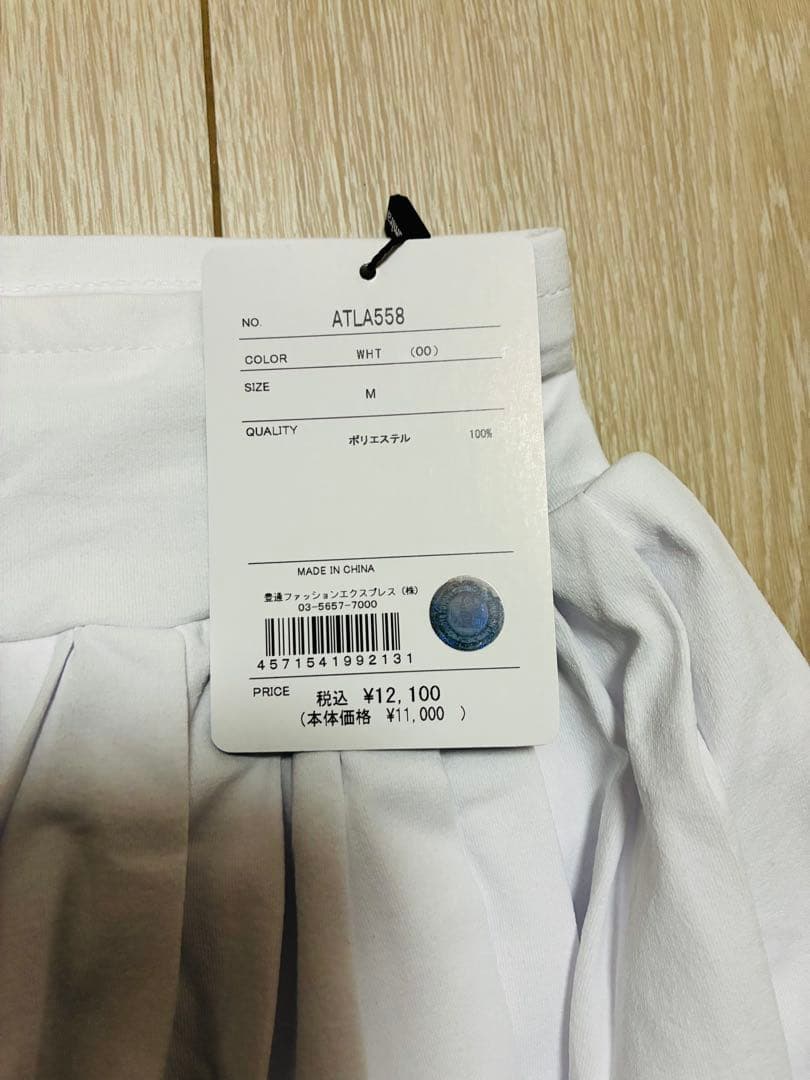 NO. ATLA558
COLOR WHT (00)
SIZE M
QUALITY ポリエステル 100%
MADE IN CHINA
豊通ファッションエクスプレス (株)
03-5657-7000
4571541992131
PRICE 税込 ¥12,100
(本体価格 ¥11,000 )